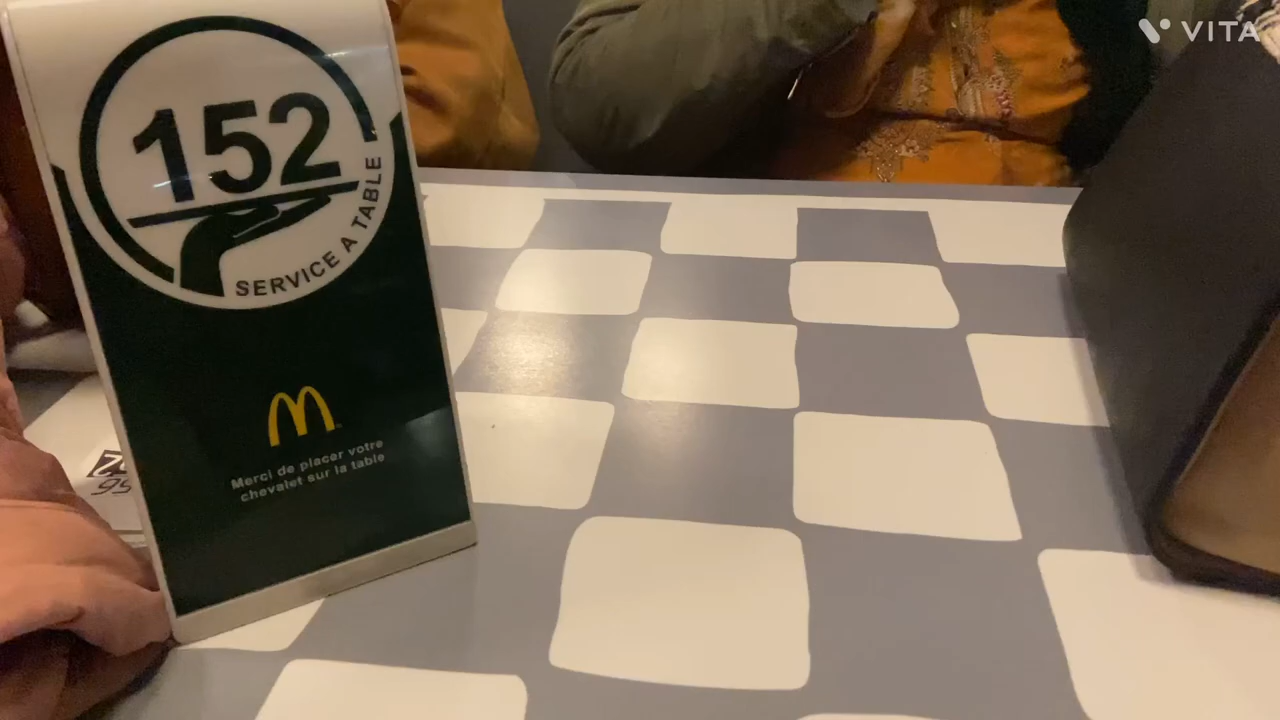 VITA
152
SERVICE A TABLE
Merci de placer votre
chevalet sur la table